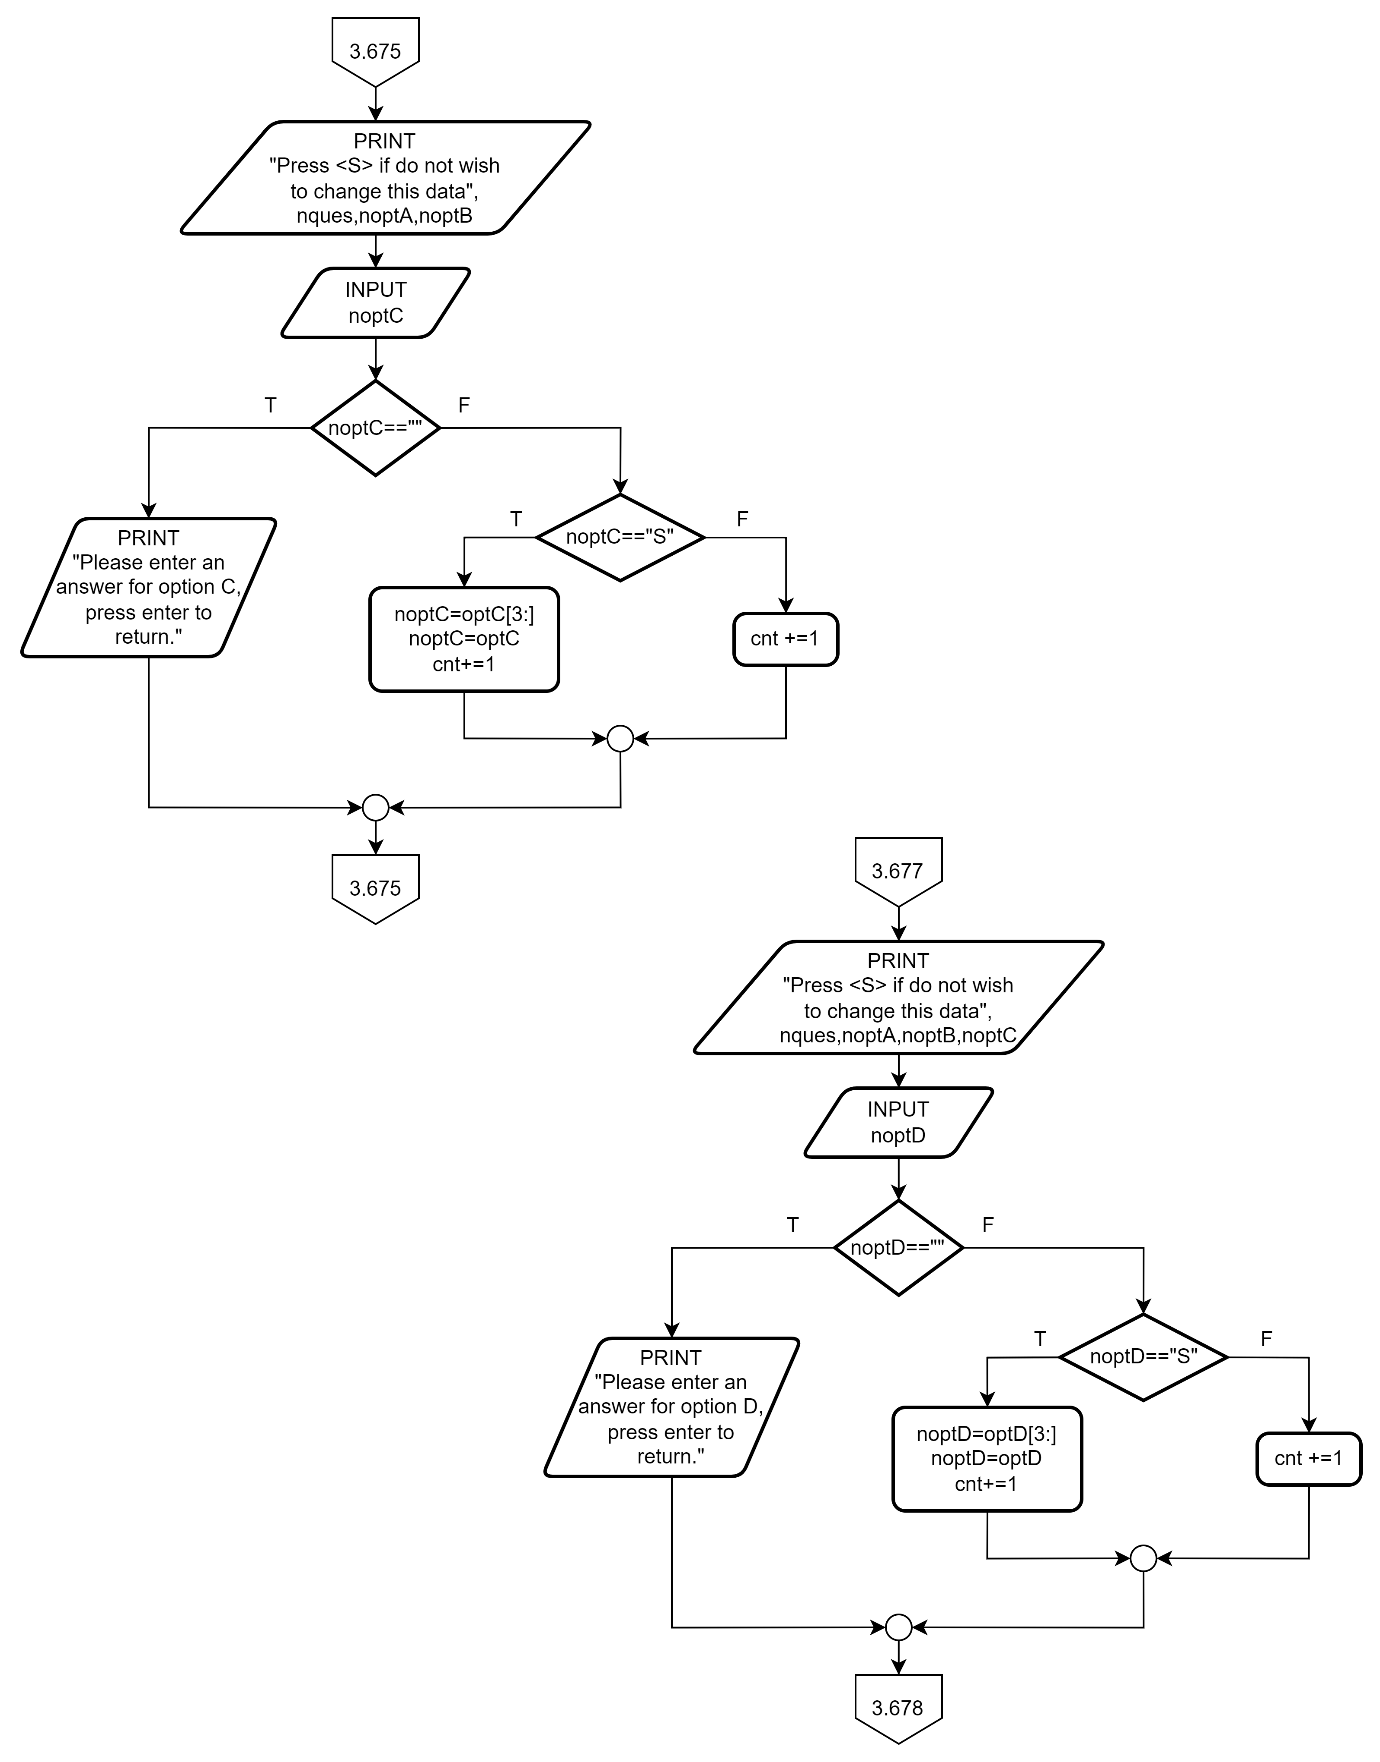 3.675
PRINT
"Press <S> if do not wish
to change this data",
nques,noptA,noptB
INPUT
noptC
T
F
noptC==""
PRINT
"Please enter an
answer for option C,
press enter to
return."
T
F
noptC=="S"
noptC=optC[3:]
noptC=optC
cnt+=1
cnt +=1
3.675
3.677
PRINT
"Press <S> if do not wish
to change this data",
nques,noptA,noptB,noptC
INPUT
noptD
T
F
noptD==""
PRINT
"Please enter an
answer for option D,
press enter to
return."
T
F
noptD=="S"
noptD=optD[3:]
noptD=optD
cnt+=1
cnt +=1
3.678